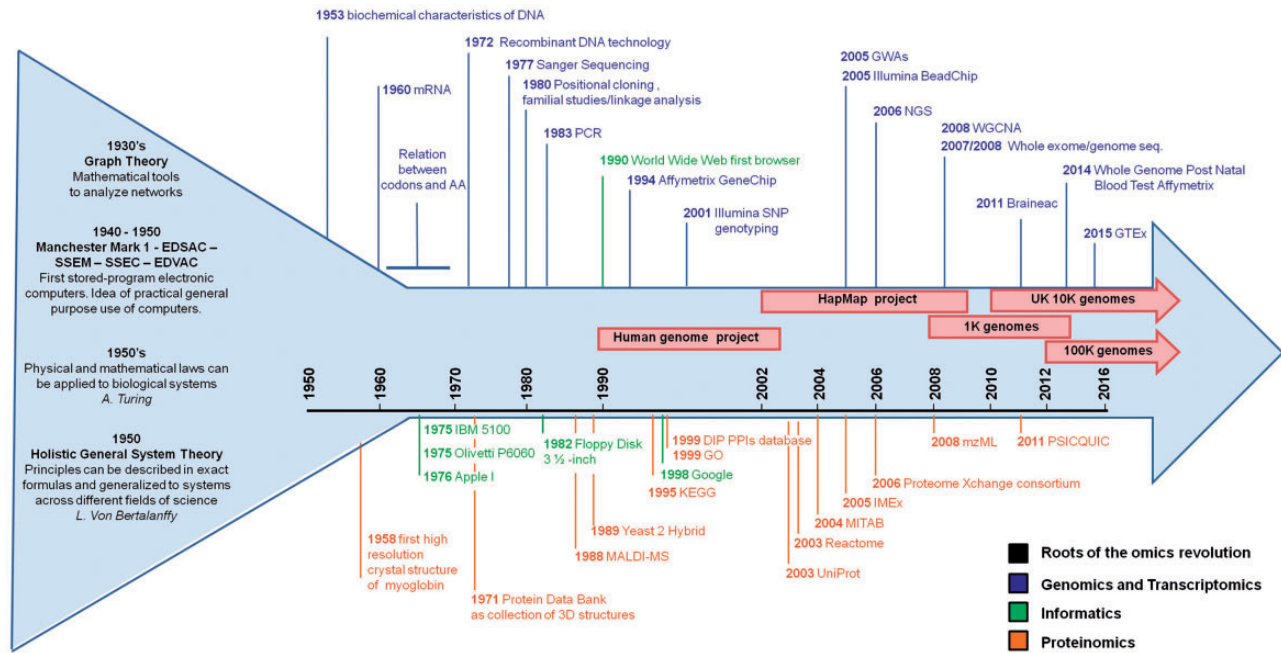 1953 biochemical characteristics of DNA
1960 mRNA
Relation
between
codons and AA
1972 Recombinant DNA technology
1977 Sanger Sequencing
1980 Positional cloning ,
familial studies/linkage analysis
1983 PCR
1990 World Wide Web first browser
1994 Affymetrix GeneChip
2001 Illumina SNP
genotyping
2005 GWAs
2005 Illumina BeadChip
2006 NGS
2008 WGCNA
2007/2008 Whole exome/genome seq.
2011 Braineac
2014 Whole Genome Post Natal
Blood Test Affymetrix
2015 GTEx
1930's
Graph Theory
Mathematical tools
to analyze networks
1940 - 1950
Manchester Mark 1 - EDSAC –
SSEM – SSEC – EDVAC
First stored-program electronic
computers. Idea of practical general
purpose use of computers.
1950's
Physical and mathematical laws can
be applied to biological systems
A. Turing
1950
Holistic General System Theory
Principles can be described in exact
formulas and generalized to systems
across different fields of science
L. Von Bertalanffy
HapMap project
UK 10K genomes
1K genomes
Human genome project
100K genomes
1950
1960
1970
1980
1990
2002
2004
2006
2008
2010
2012
2016
1975 IBM 5100
1975 Olivetti P6060
1976 Apple I
1982 Floppy Disk
3 ½ -inch
1999 DIP PPIs database
1999 GO
1998 Google
1995 KEGG
1989 Yeast 2 Hybrid
1988 MALDI-MS
1958 first high
resolution
crystal structure
of myoglobin
1971 Protein Data Bank
as collection of 3D structures
2008 mzML
2011 PSICQUIC
2006 Proteome Xchange consortium
2005 IMEx
2004 MITAB
2003 Reactome
2003 UniProt
Roots of the omics revolution
Genomics and Transcriptomics
Informatics
Proteinomics